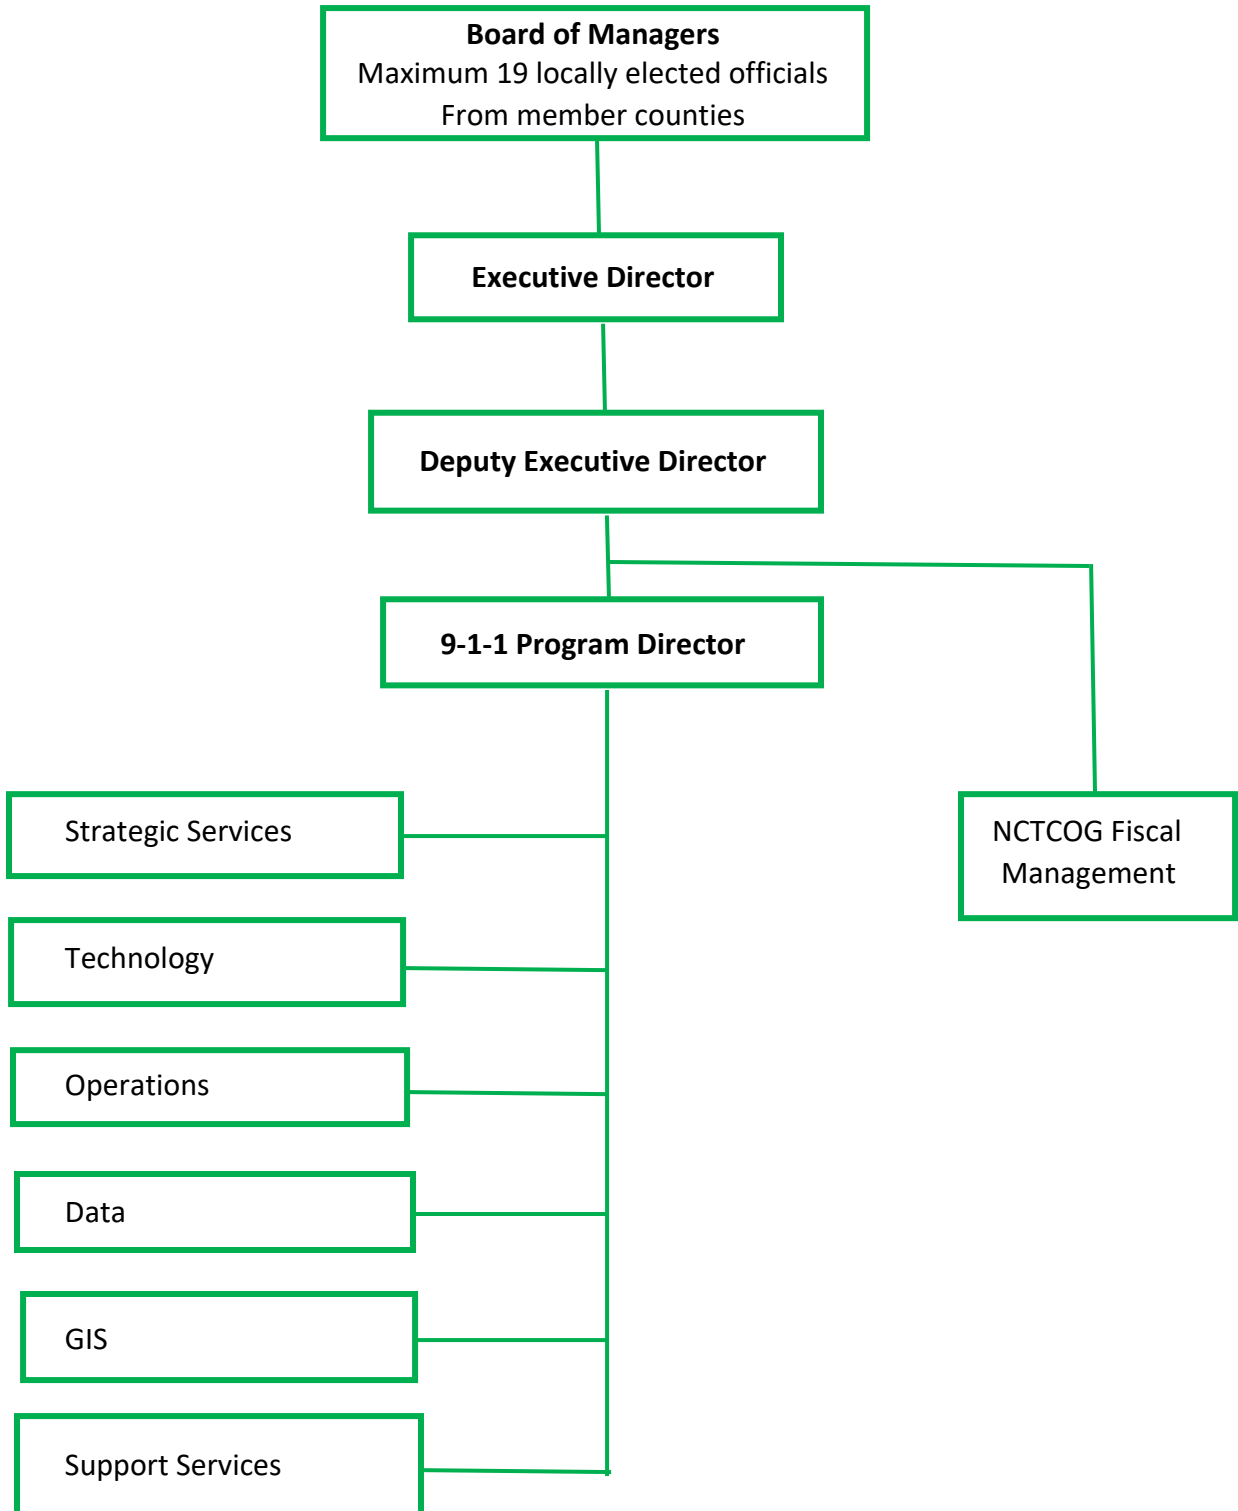 Board of Managers
Maximum 19 locally elected officials
From member counties
Executive Director
Deputy Executive Director
9-1-1 Program Director
Strategic Services
NCTCOG Fiscal
Management
Technology
Operations
Data
GIS
Support Services